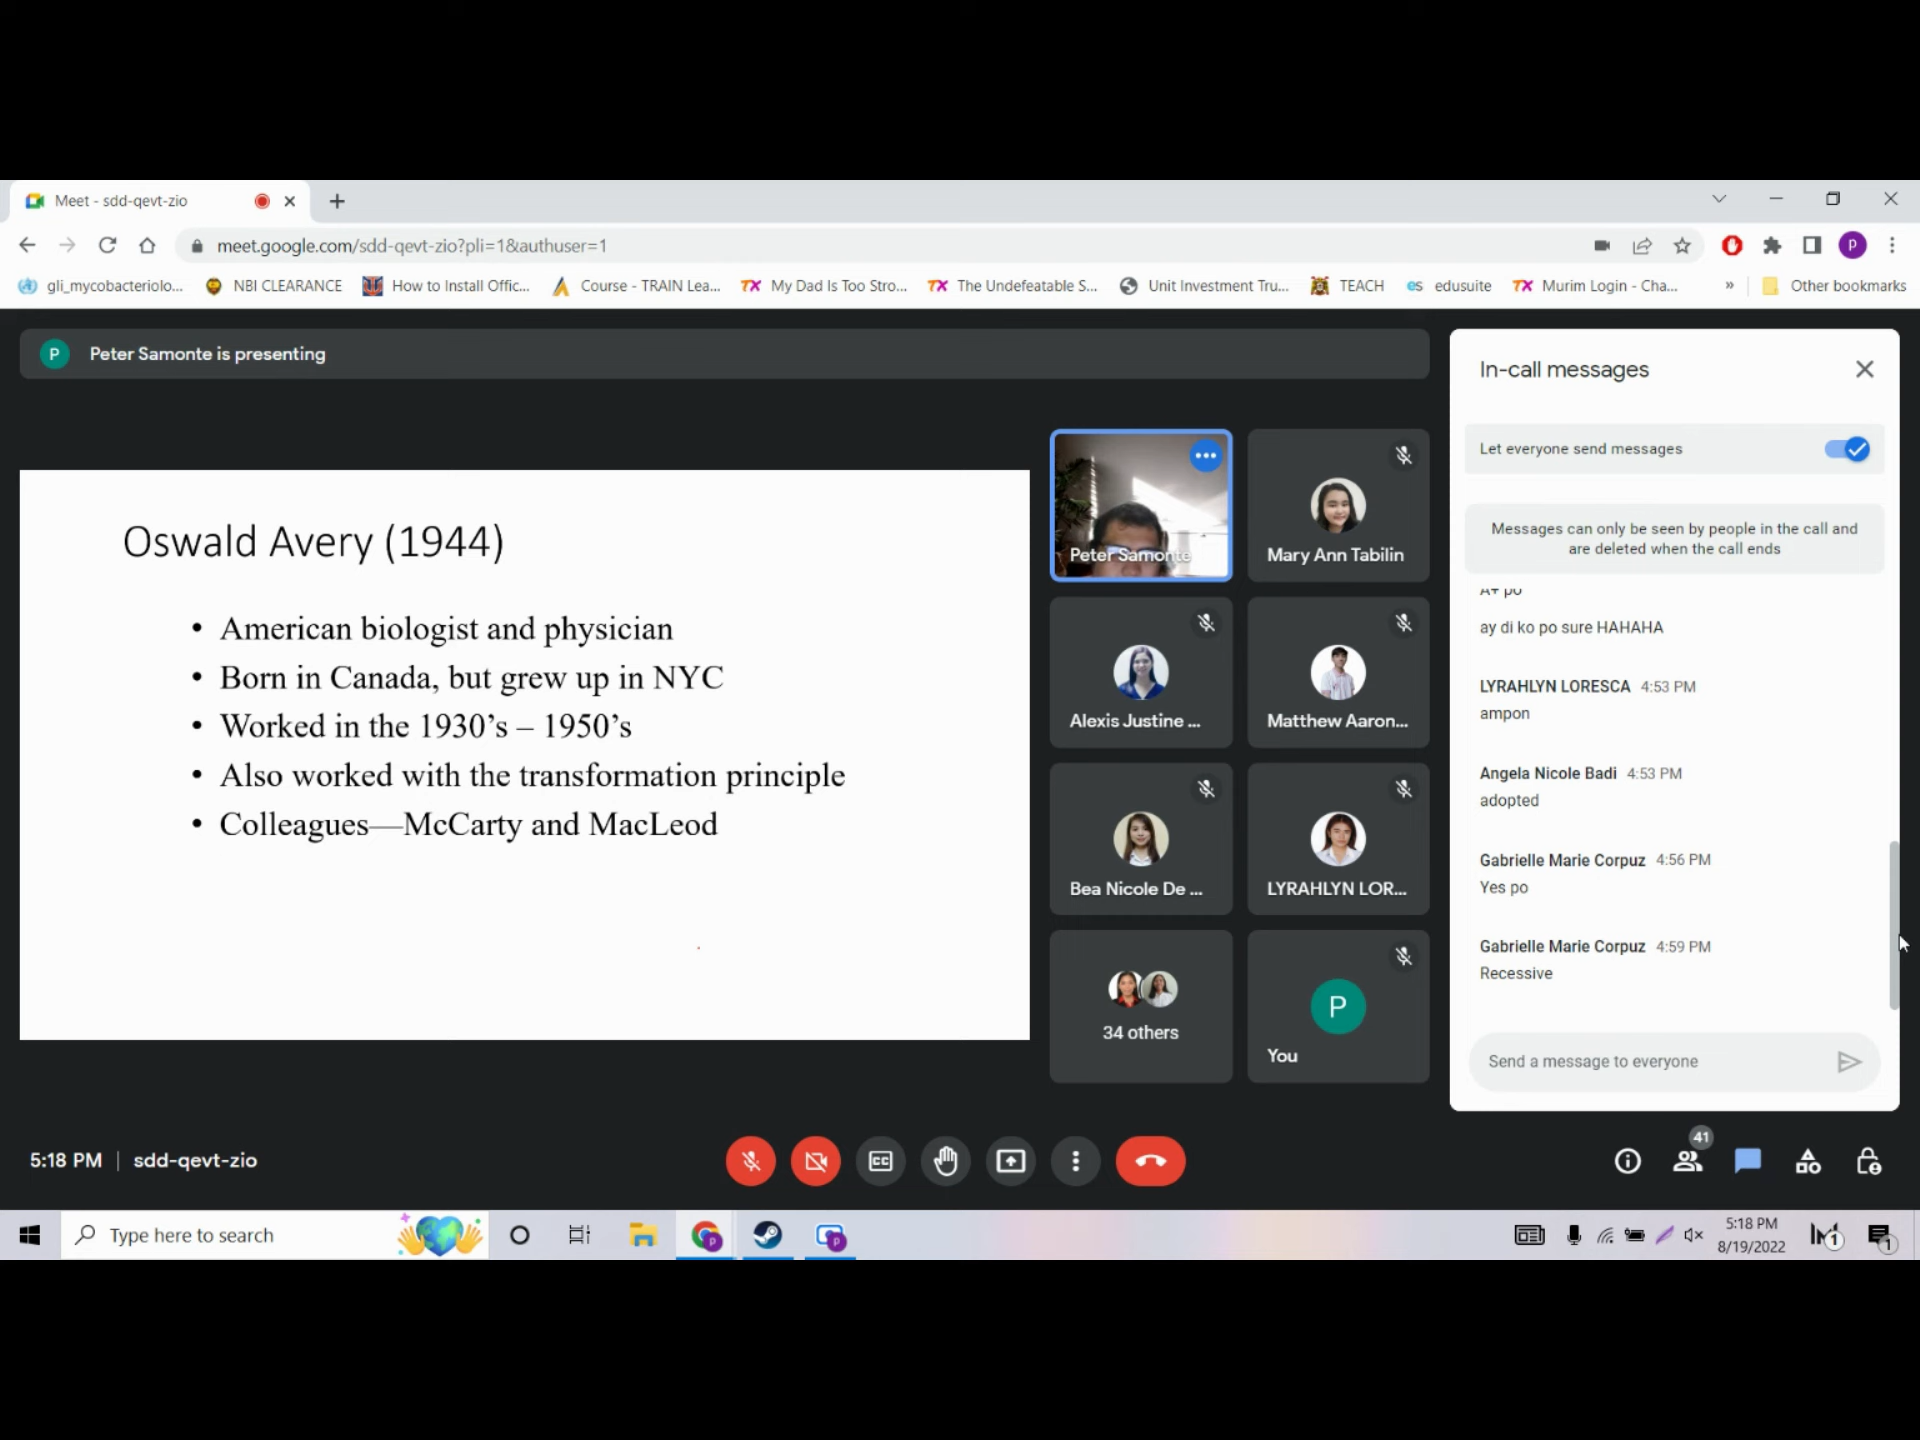 Meet - sdd-qevt-zio
meet.google.com/sdd-qevt-zio?pli=1&authuser=1
P
gli_mycobacteriolo...
NBI CLEARANCE
How to Install Offic...
Course - TRAIN Lea...
TX My Dad Is Too Stro...
TX The Undefeatable S...
Unit Investment Tru...
TEACH
es edusuite
TX Murim Login - Cha...
»
Other bookmarks
P Peter Samonte is presenting
Oswald Avery (1944)
• American biologist and physician
• Born in Canada, but grew up in NYC
• Worked in the 1930’s – 1950’s
• Also worked with the transformation principle
• Colleagues—McCarty and MacLeod
Peter Samonte
Mary Ann Tabilin
Alexis Justine ...
Matthew Aaron...
Bea Nicole De ...
LYRAHLYN LOR...
34 others
P
You
In-call messages
Let everyone send messages
Messages can only be seen by people in the call and
are deleted when the call ends
A+ po
ay di ko po sure HAHAHA
LYRAHLYN LORESCA 4:53 PM
ampon
Angela Nicole Badi 4:53 PM
adopted
Gabrielle Marie Corpuz 4:56 PM
Yes po
Gabrielle Marie Corpuz 4:59 PM
Recessive
Send a message to everyone
5:18 PM | sdd-qevt-zio
CC
41
Type here to search
P
P
5:18 PM
8/19/2022
1
1